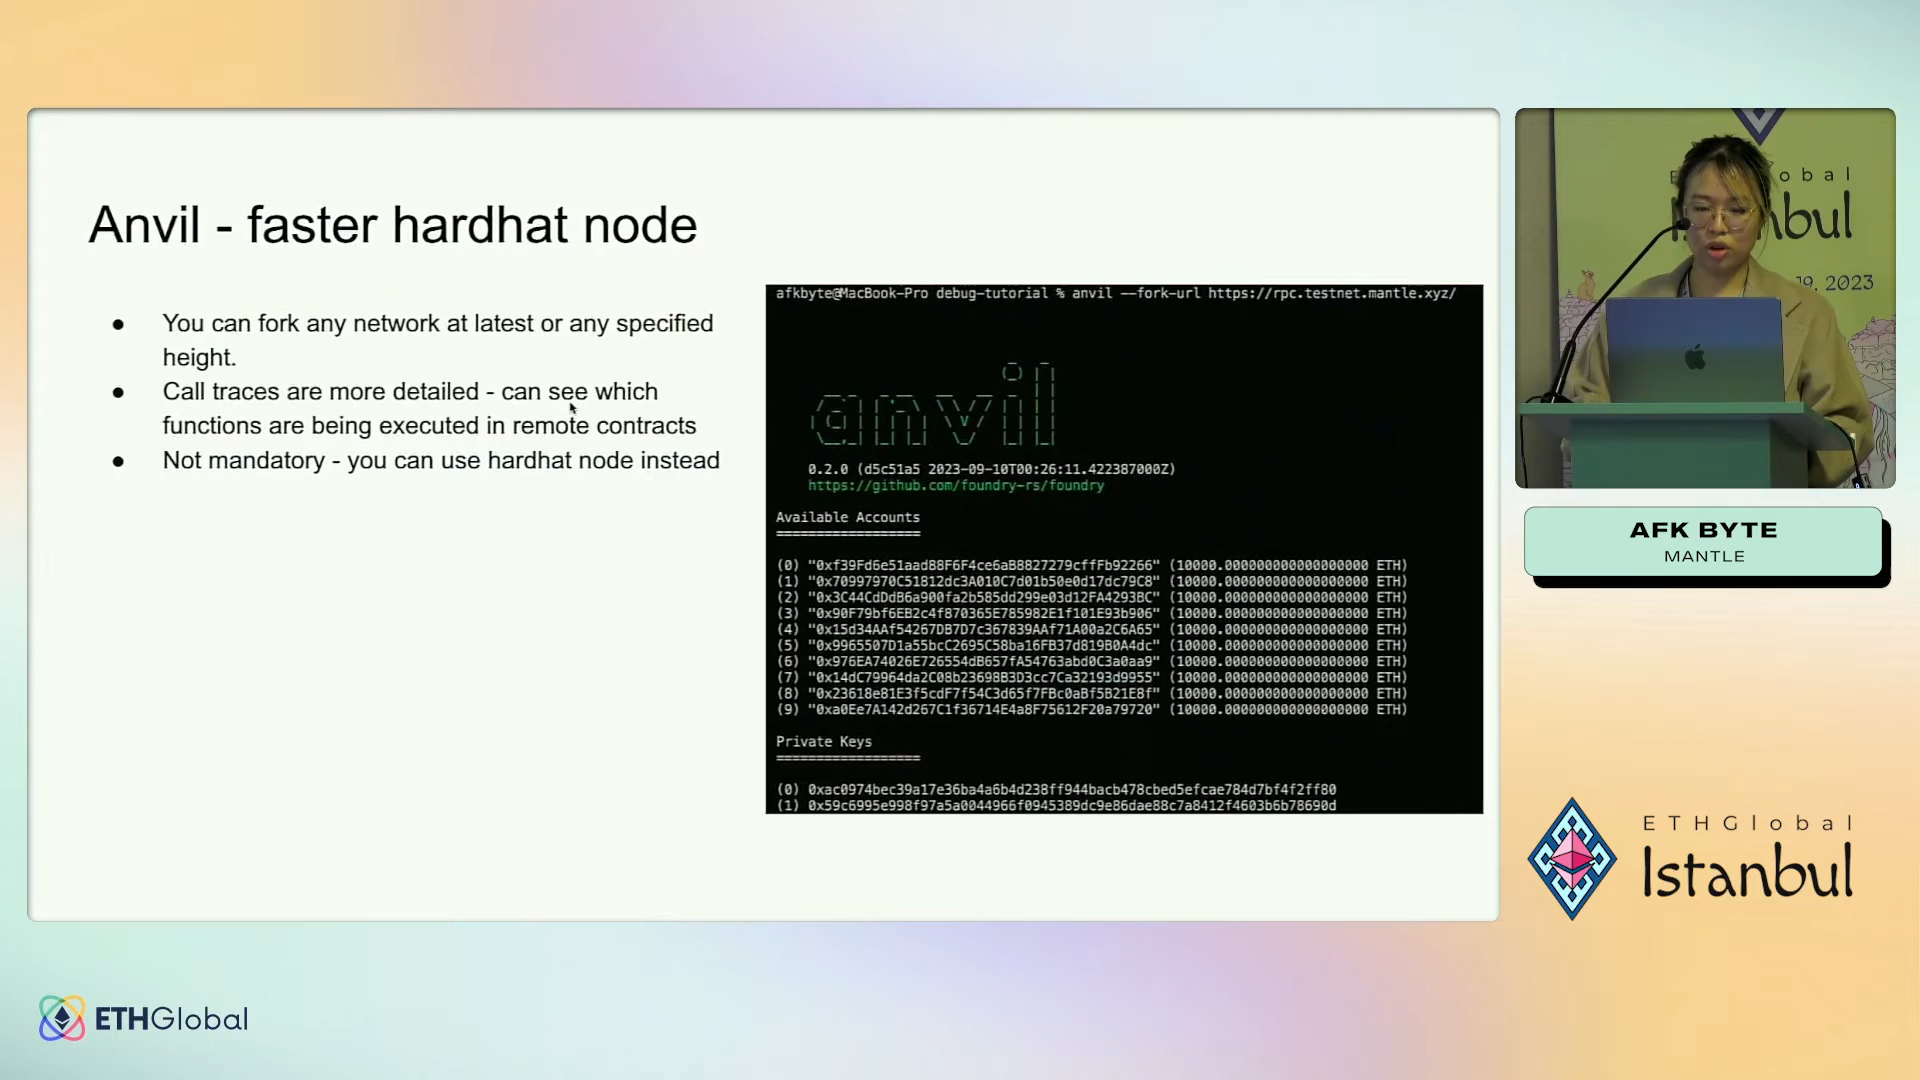 Anvil - faster hardhat node
● You can fork any network at latest or any specified
height.
● Call traces are more detailed - can see which
functions are being executed in remote contracts
● Not mandatory - you can use hardhat node instead
afkbyte@MacBook-Pro debug-tutorial % anvil --fork-url https://rpc.testnet.mantle.xyz/
anvil
0.2.0 (d5c51a5 2023-09-10T00:26:11.422387000Z)
https://github.com/foundry-rs/foundry
Available Accounts
==================
(0) "0xf39Fd6e51aad88F6F4ce6aB8827279cffFb92266" (10000.000000000000000000 ETH)
(1) "0x70997970C51812dc3A010C7d01b50e0d17dc79C8" (10000.000000000000000000 ETH)
(2) "0x3C44CdDdB6a900fa2b585dd299e03d12FA4293BC" (10000.000000000000000000 ETH)
(3) "0x90F79bf6EB2c4f870365E785982E1f101E93b906" (10000.000000000000000000 ETH)
(4) "0x15d34AAf54267DB7D7c367839AAf71A00a2C6A65" (10000.000000000000000000 ETH)
(5) "0x9965507D1a55bcC2695C58ba16FB37d819B0A4dc" (10000.000000000000000000 ETH)
(6) "0x976EA74026E726554dB657fA54763abd0C3a0aa9" (10000.000000000000000000 ETH)
(7) "0x14dC79964da2C08b23698B3D3cc7Ca32193d9955" (10000.000000000000000000 ETH)
(8) "0x23618e81E3f5cdF7f54C3d65f7FBc0aBf5B21E8f" (10000.000000000000000000 ETH)
(9) "0xa0Ee7A142d267C1f36714E4a8F75612F20a79720" (10000.000000000000000000 ETH)
Private Keys
==================
(0) 0xac0974bec39a17e36ba4a6b4d238ff944bacb478cbed5efcae784d7bf4f2ff80
(1) 0x59c6995e998f97a5a0044966f0945389dc9e86dae88c7a8412f4603b6b78690d
19, 2023
AFK BYTE
MANTLE
ETHGlobal
Istanbul
ETHGlobal